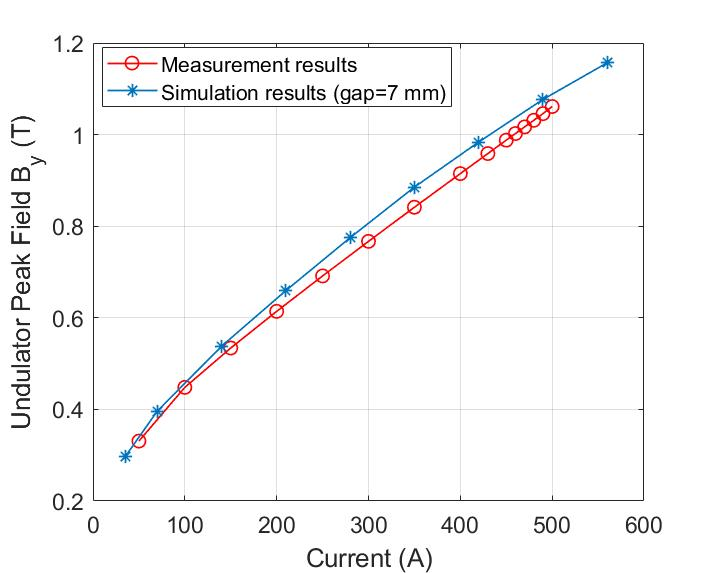 Measurement results
Simulation results (gap=7 mm)
Undulator Peak Field B_y (T)
1.2
1
0.8
0.6
0.4
0.2
0 100 200 300 400 500 600
Current (A)